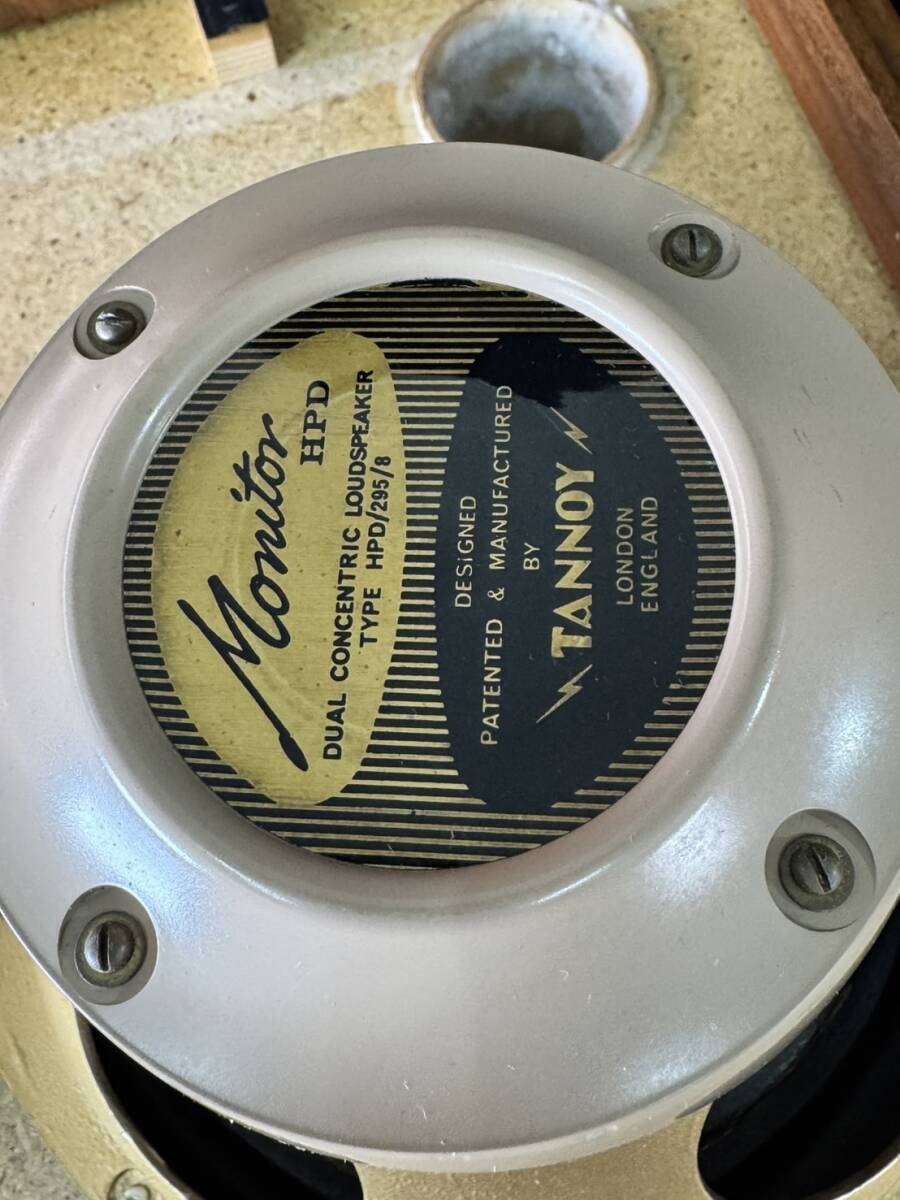 Monitor
HPD
DUAL CONCENTRIC LOUDSPEAKER
TYPE HPD/295/8
DESIGNED
PATENTED & MANUFACTURED
BY
TANNOY
LONDON
ENGLAND